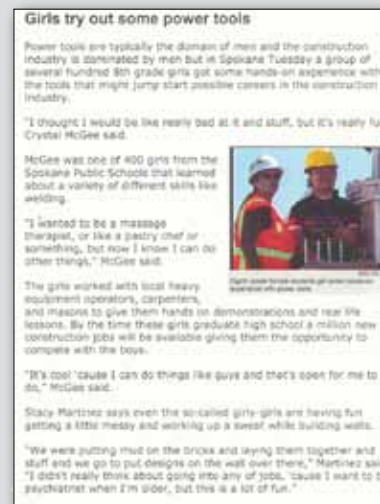 Girls try out some power tools
Power tools are typically the domain of men and the construction
industry is dominated by men but in Spokane Tuesday a group of
several hundred 8th grade girls got some hands-on experience with
the tools that might jump start possible careers in the construction
industry.
"I thought I would be like really bad at it and stuff, but it's really fu
Crystal McGee said.
McGee was one of 400 girls from the
Spokane Public Schools that learned
about a variety of different skills like
welding.
"I wanted to be a massage
therapist, or like a pastry chef or
something, but now I know I can do
other things," McGee said.
The girls worked with local heavy
equipment operators, carpenters,
and masons to give them hands on demonstrations and real life
lessons. By the time these girls graduate high school a million new
construction jobs will be available giving them the opportunity to
compete with the boys.
"It's cool 'cause I can do things like guys and that's open for me to
do," McGee said.
Stacy Martinez says even the so-called girly-girls are having fun
getting a little messy and working up a sweat while building walls.
"We were putting mud on the bricks and laying them together and
stuff and we go to put designs on the wall over there," Martinez sai
"I didn't really think about going into any of jobs, 'cause I want to b
psychiatrist when I'm older, but this is a lot of fun."